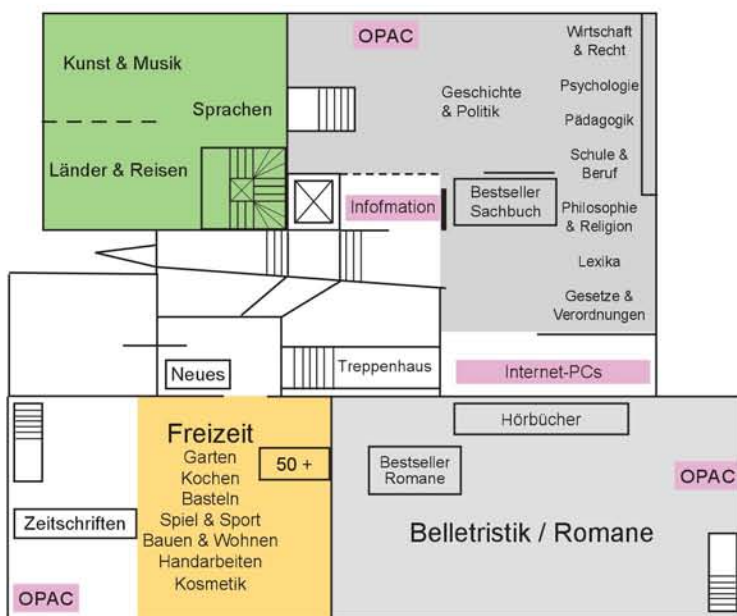 OPAC
Kunst & Musik
Sprachen
Länder & Reisen
Geschichte
& Politik
Wirtschaft
& Recht
Psychologie
Pädagogik
Schule &
Beruf
Infofmation
Bestseller
Sachbuch
Philosophie
& Religion
Lexika
Gesetze &
Verordnungen
Neues
Treppenhaus
Internet-PCs
Freizeit
50 +
Garten
Kochen
Basteln
Spiel & Sport
Bauen & Wohnen
Handarbeiten
Kosmetik
Zeitschriften
OPAC
Hörbücher
Bestseller
Romane
OPAC
Belletristik / Romane